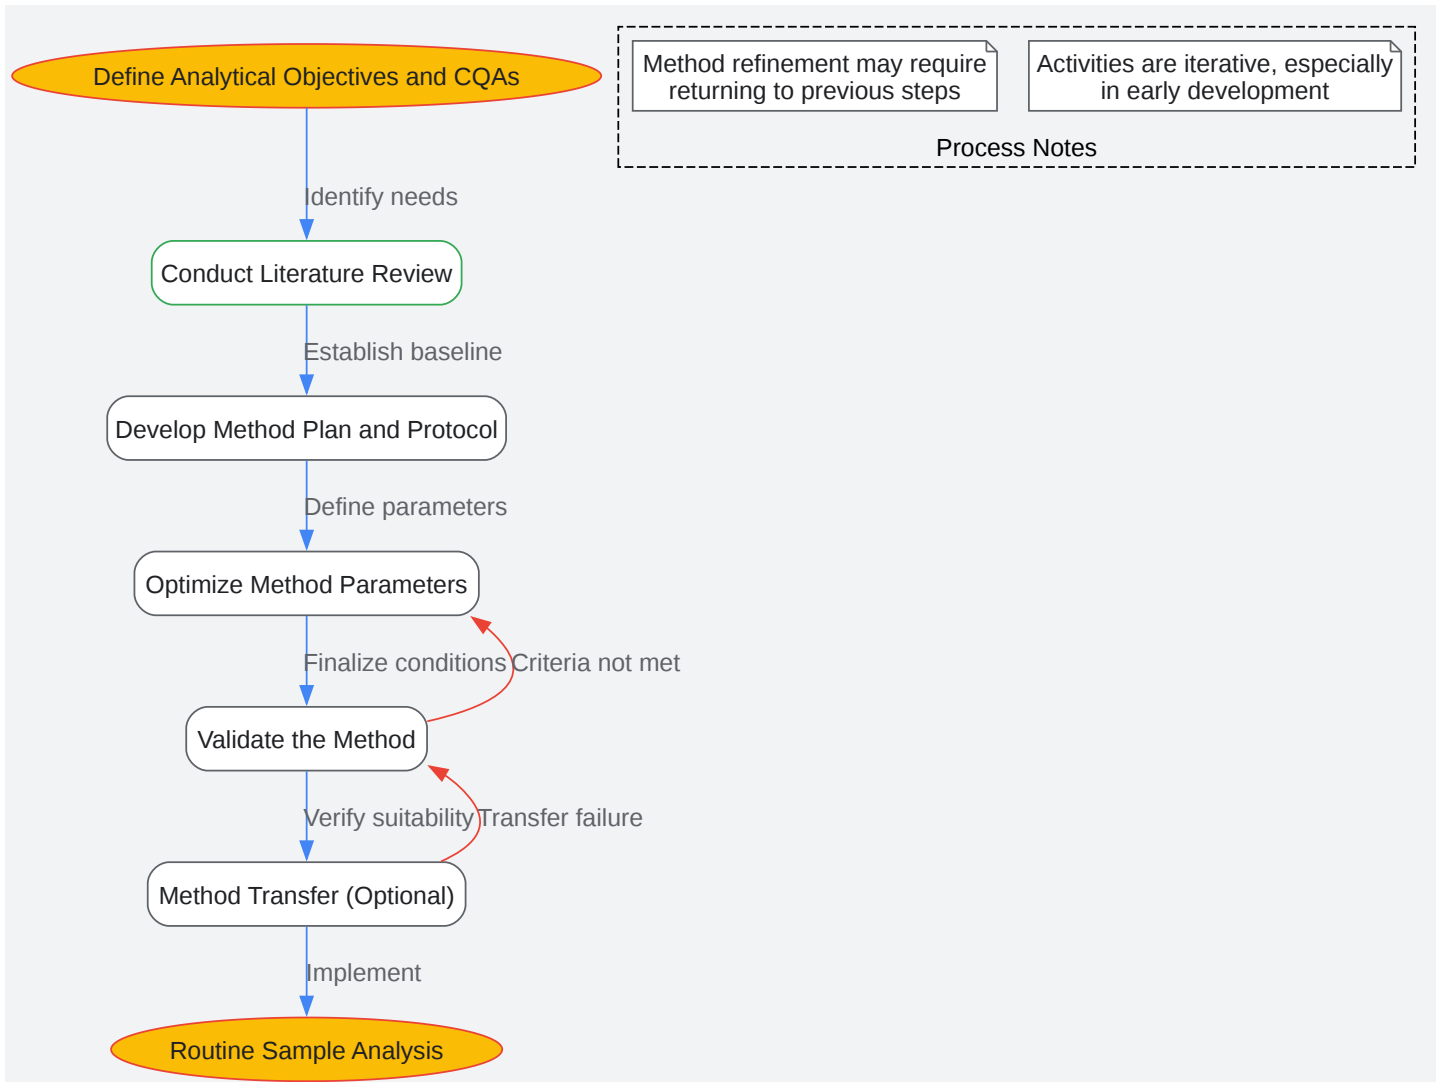 Define Analytical Objectives and CQAs
Method refinement may require
returning to previous steps
Activities are iterative, especially
in early development
Process Notes
Identify needs
Conduct Literature Review
Establish baseline
Develop Method Plan and Protocol
Define parameters
Optimize Method Parameters
Finalize conditions
Criteria not met
Validate the Method
Verify suitability
Transfer failure
Method Transfer (Optional)
Implement
Routine Sample Analysis